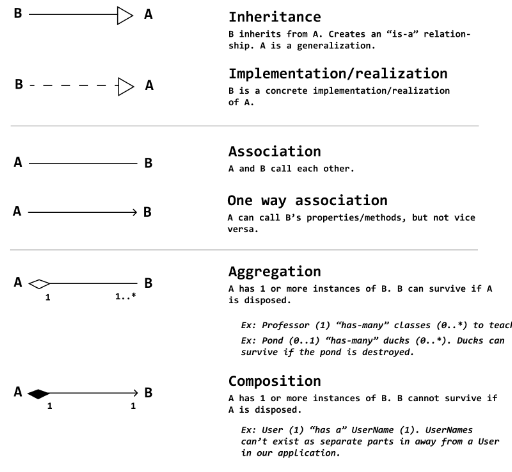 B A Inheritance
B inherits from A. Creates an “is-a” relation-
ship. A is a generalization.
B A Implementation/realization
B is a concrete implementation/realization
of A.
A B Association
A and B call each other.
A B One way association
A can call B's properties/methods, but not vice
versa.
A B Aggregation
1 1..*
A has 1 or more instances of B. B can survive if A
is disposed.
Ex: Professor (1) “has-many” classes (0..*) to teach
Ex: Pond (0..1) “has-many” ducks (0..*). Ducks can
survive if the pond is destroyed.
A B Composition
1 1
A has 1 or more instances of B. B cannot survive if
A is disposed.
Ex: User (1) “has a” UserName (1). UserNames
can't exist as separate parts in away from a User
in our application.